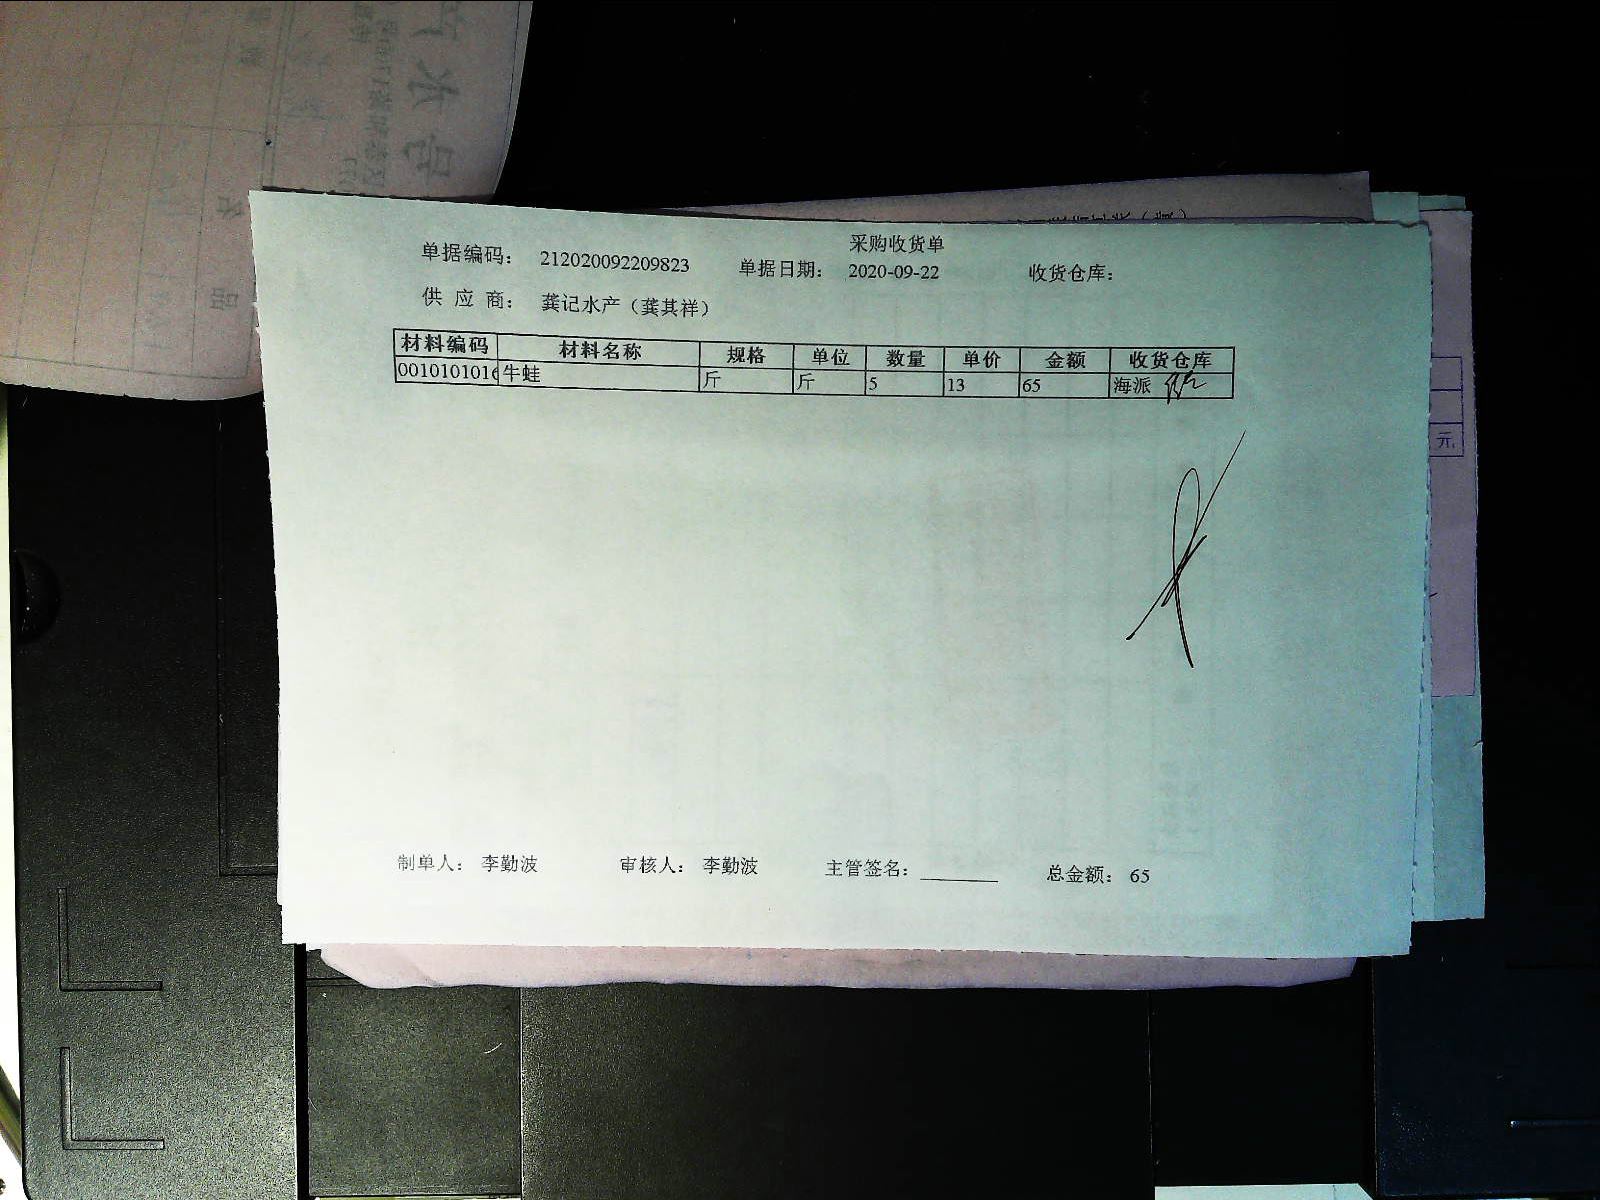 采购收货单
单据编码： 212020092209823 单据日期： 2020-09-22 收货仓库：
供 应 商： 龚记水产（龚其祥）
材料编码 材料名称 规格 单位 数量 单价 金额 收货仓库
001010101 牛蛙 斤 斤 5 13 65 海派
制单人： 李勤波 审核人： 李勤波 主管签名： 总金额： 65
元